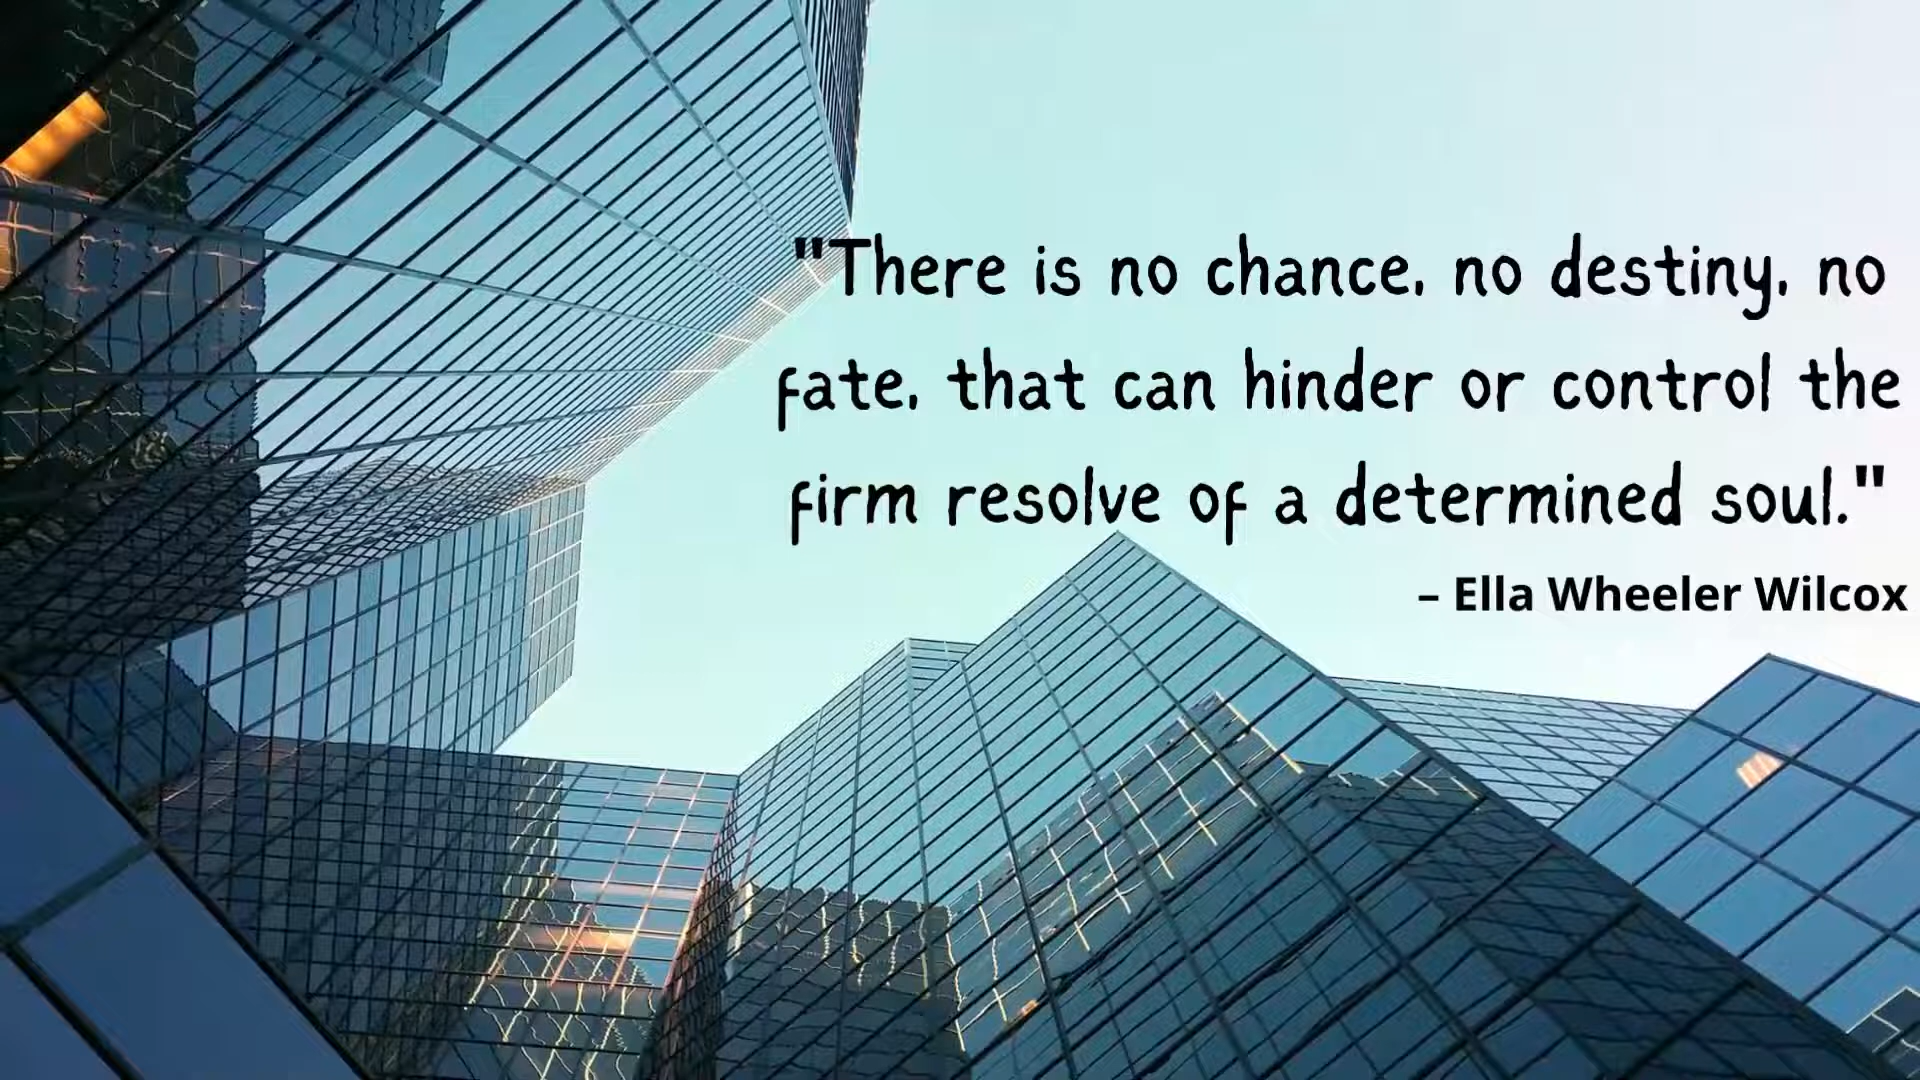 "There is no chance, no destiny, no
fate, that can hinder or control the
firm resolve of a determined soul."
– Ella Wheeler Wilcox